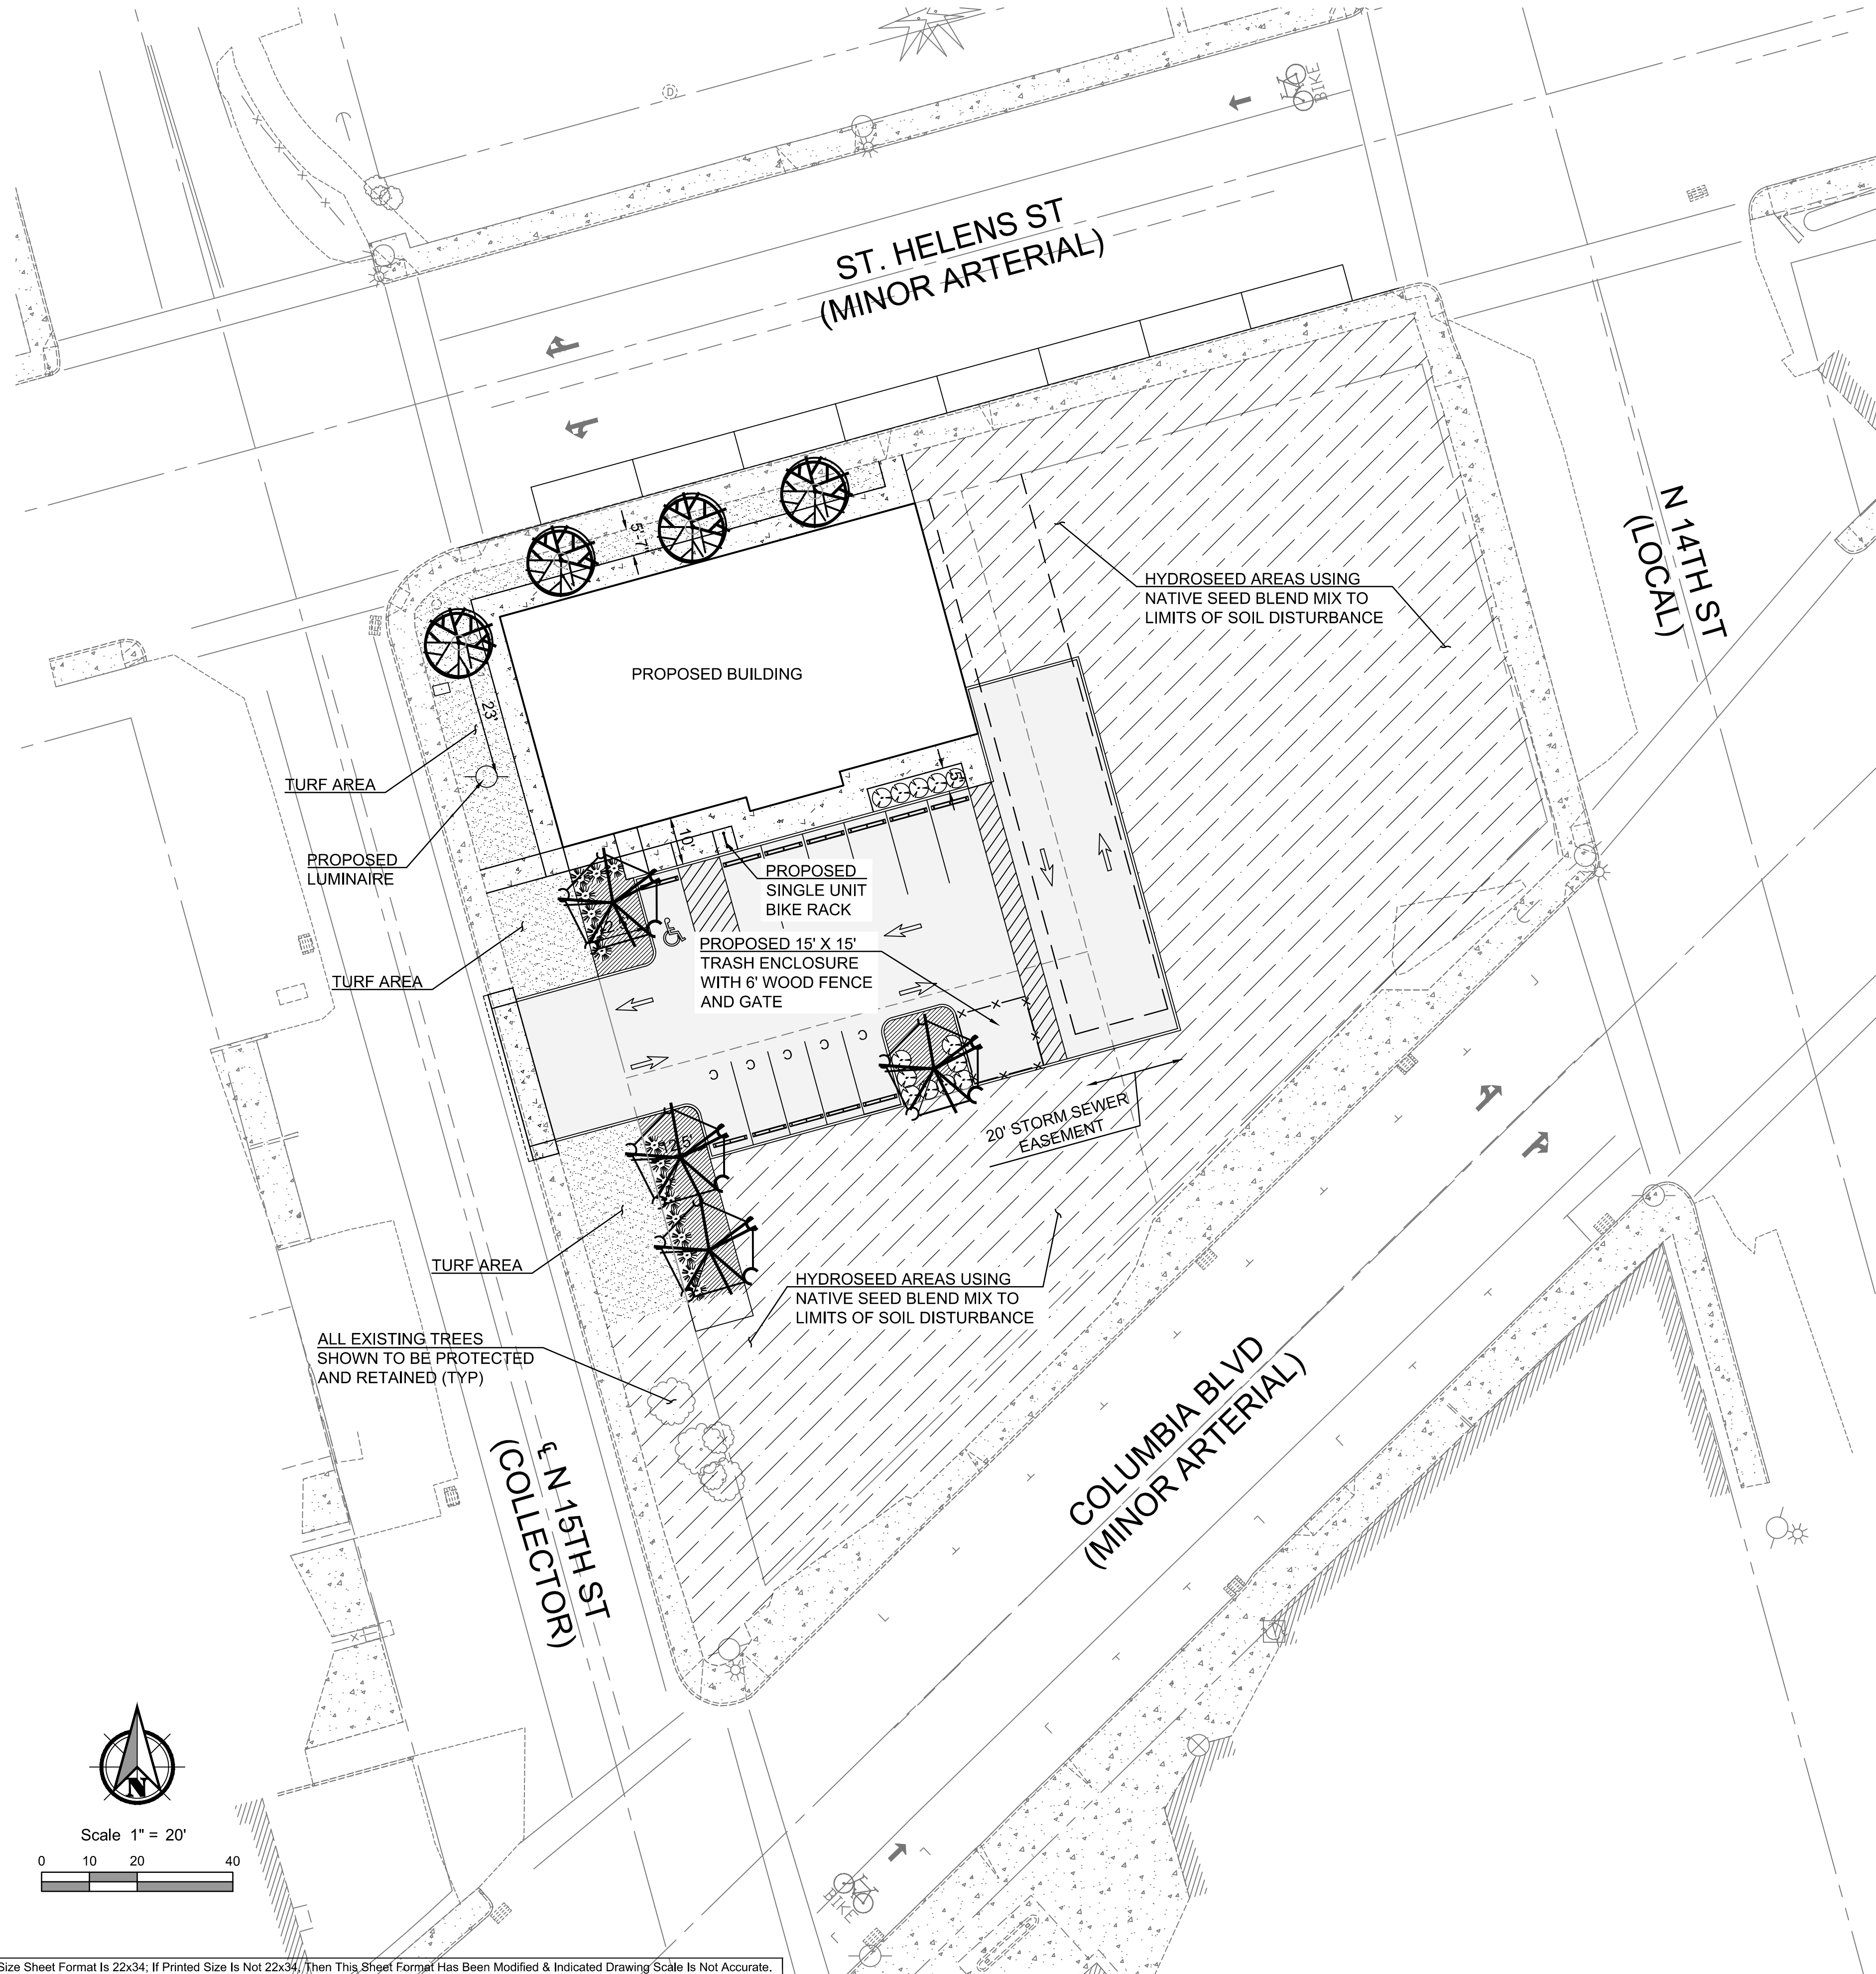 D
BIKE
ST. HELENS ST
(MINOR ARTERIAL)
N 14TH ST
(LOCAL)
5'-7"
HYDROSEED AREAS USING
NATIVE SEED BLEND MIX TO
LIMITS OF SOIL DISTURBANCE
PROPOSED BUILDING
23'
TURF AREA
5'
PROPOSED
LUMINAIRE
10'
PROPOSED
SINGLE UNIT
BIKE RACK
TURF AREA
PROPOSED 15' X 15'
TRASH ENCLOSURE
WITH 6' WOOD FENCE
AND GATE
C
C
C
C
C
20' STORM SEWER
EASEMENT
TURF AREA
HYDROSEED AREAS USING
NATIVE SEED BLEND MIX TO
LIMITS OF SOIL DISTURBANCE
ALL EXISTING TREES
SHOWN TO BE PROTECTED
AND RETAINED (TYP)
COLUMBIA BLVD
(MINOR ARTERIAL)
℄ N 15TH ST
(COLLECTOR)
V
N
Scale 1" = 20'
0 10 20 40
BIKE
Size Sheet Format Is 22x34; If Printed Size Is Not 22x34, Then This Sheet Format Has Been Modified & Indicated Drawing Scale Is Not Accurate.